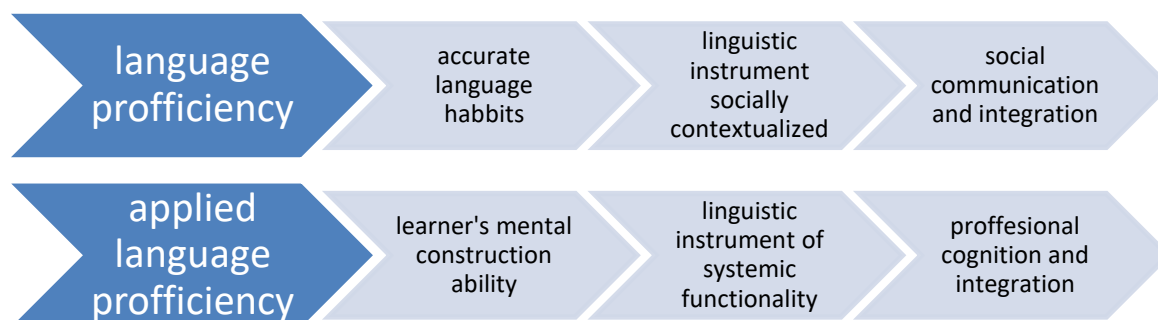 language
profficiency
accurate
language
habbits
linguistic
instrument
socially
contextualized
social
communication
and integration
applied
language
profficiency
learner's mental
construction
ability
linguistic
instrument of
systemic
functionality
proffesional
cognition and
integration